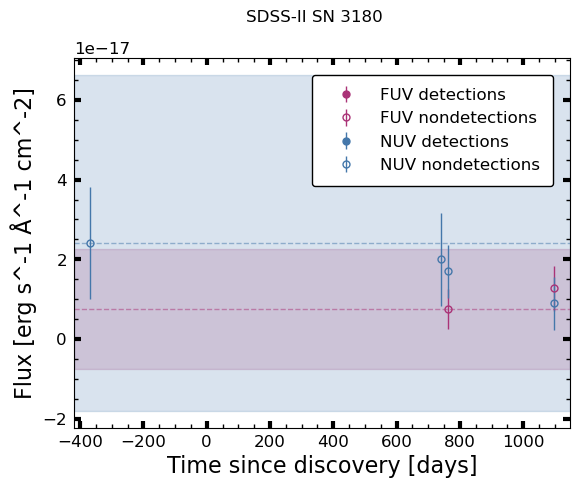 SDSS-II SN 3180
1e−17
Flux [erg s^-1 Å^-1 cm^-2]
6
4
2
0
−2
FUV detections
FUV nondetections
NUV detections
NUV nondetections
−400 −200 0 200 400 600 800 1000
Time since discovery [days]